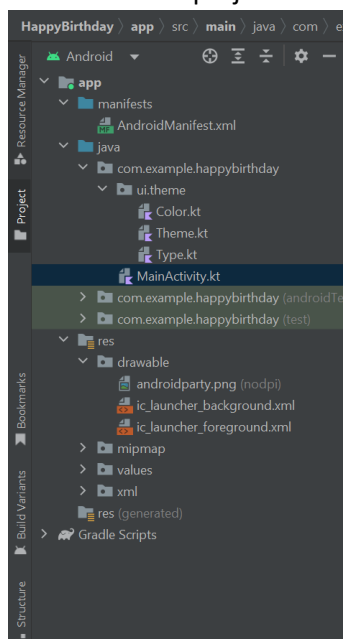 HappyBirthday > app > src > main > java > com > e
Android
app
manifests
AndroidManifest.xml
java
com.example.happybirthday
ui.theme
Color.kt
Theme.kt
Type.kt
MainActivity.kt
com.example.happybirthday (androidTe
com.example.happybirthday (test)
res
drawable
androidparty.png (nodpi)
ic_launcher_background.xml
ic_launcher_foreground.xml
mipmap
values
xml
res (generated)
Gradle Scripts
Resource Manager
Project
Bookmarks
Build Variants
Structure